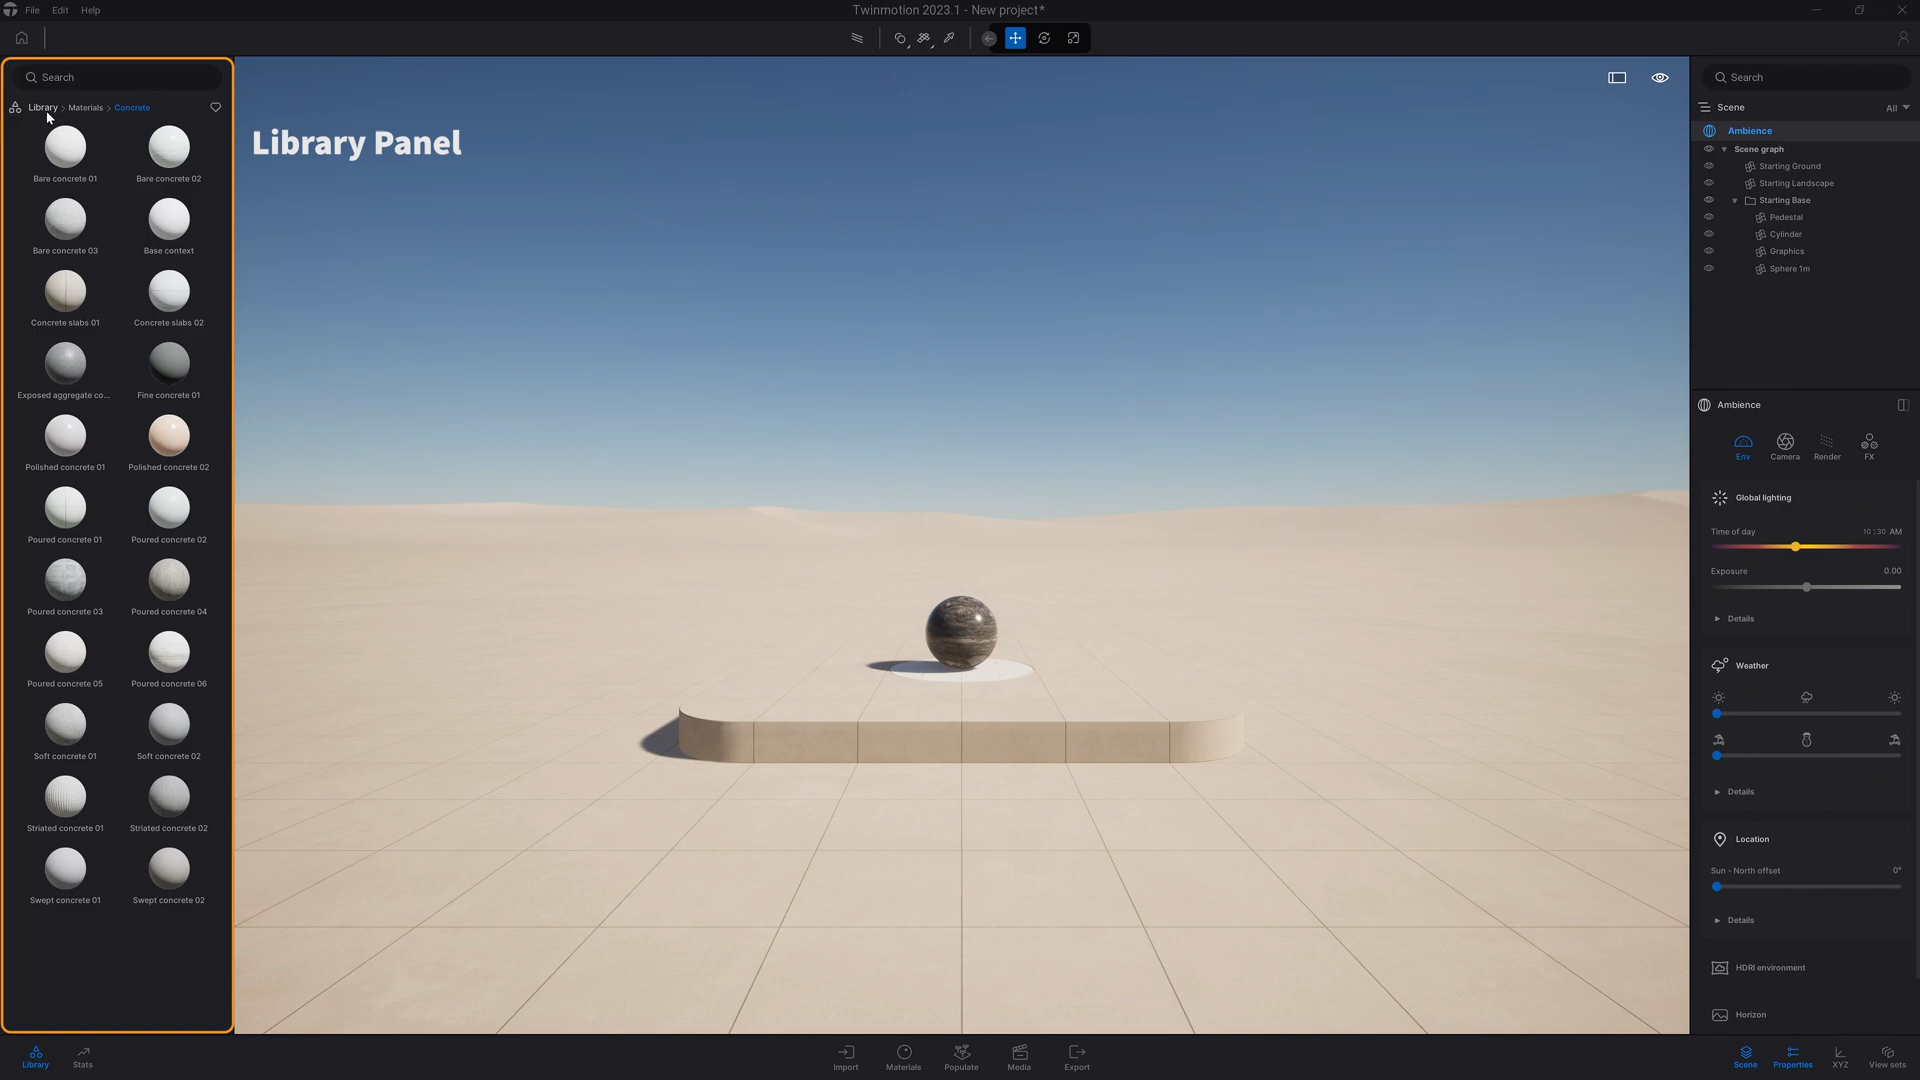 File Edit Help
Twinmotion 2023.1 - New project*
Search
Library > Materials > Concrete
Bare concrete 01
Bare concrete 02
Bare concrete 03
Base context
Concrete slabs 01
Concrete slabs 02
Exposed aggregate co...
Fine concrete 01
Polished concrete 01
Polished concrete 02
Poured concrete 01
Poured concrete 02
Poured concrete 03
Poured concrete 04
Poured concrete 05
Poured concrete 06
Soft concrete 01
Soft concrete 02
Striated concrete 01
Striated concrete 02
Swept concrete 01
Swept concrete 02
Library Panel
Search
Scene All
Ambience
Scene graph
Starting Ground
Starting Landscape
Starting Base
Pedestal
Cylinder
Graphics
Sphere 1m
Ambience
Env Camera Render FX
Global lighting
Time of day 10 : 30 AM
Exposure 0.00
Details
Weather
Details
Location
Sun - North offset 0°
Details
HDRI environment
Horizon
Library Stats Import Materials Populate Media Export Scene Properties XYZ View sets